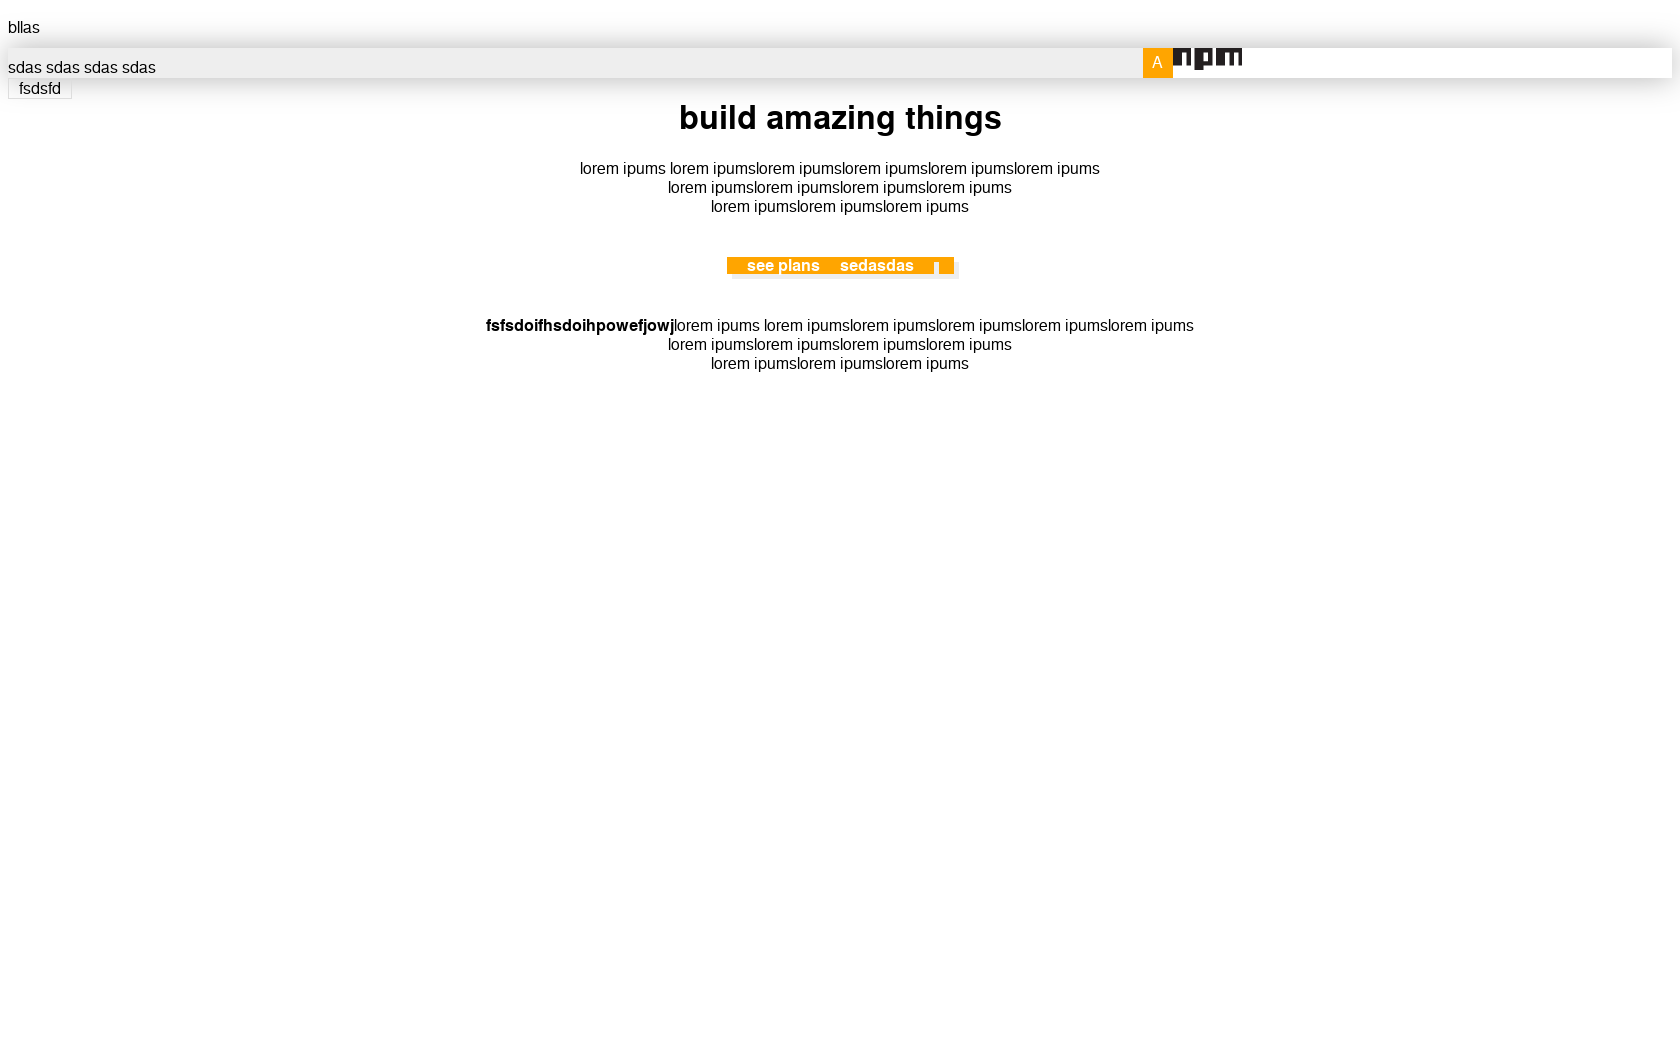 bllas
sdas sdas sdas sdas A npm
fsdsfd
build amazing things
lorem ipums lorem ipumslorem ipumslorem ipumslorem ipumslorem ipums
lorem ipumslorem ipumslorem ipumslorem ipums
lorem ipumslorem ipumslorem ipums
see plans sedasdas
fsfsdoifhsdoihpowefjowjlorem ipums lorem ipumslorem ipumslorem ipumslorem ipumslorem ipums
lorem ipumslorem ipumslorem ipumslorem ipums
lorem ipumslorem ipumslorem ipums